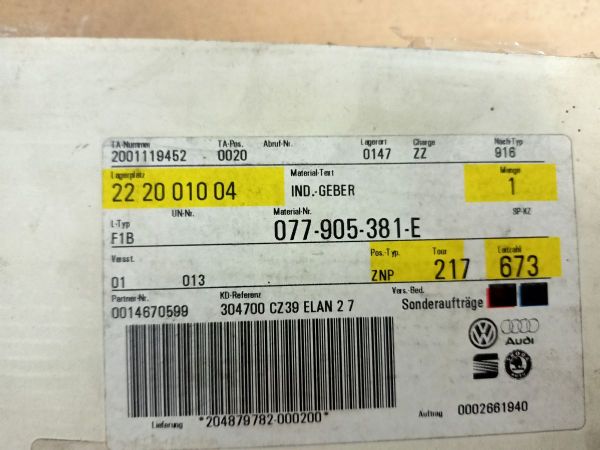 TA-Nummer TA-Pos. Abruf-Nr. Lagerort Charge Nach-Typ
2001119452 0020 0147 ZZ 916
Lagerplatz Material-Text Menge
22 20 010 04 IND.-GEBER 1
UN-Nr. Material-Nr. SP-KZ
L-Typ 077-905-381-E
F1B Pos.-Typ. Tour Leitzahl
Versst. ZNP 217 673
01 013
Partner-Nr. KD-Referenz Vers.-Bed.
0014670599 304700 CZ39 ELAN 2 7 Sonderaufträge
Audi
Lieferung *204879782-000200* Auftrag 0002661940